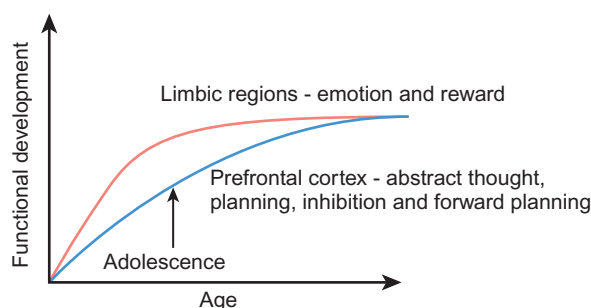 Functional development
Limbic regions - emotion and reward
Prefrontal cortex - abstract thought,
planning, inhibition and forward planning
Adolescence
Age